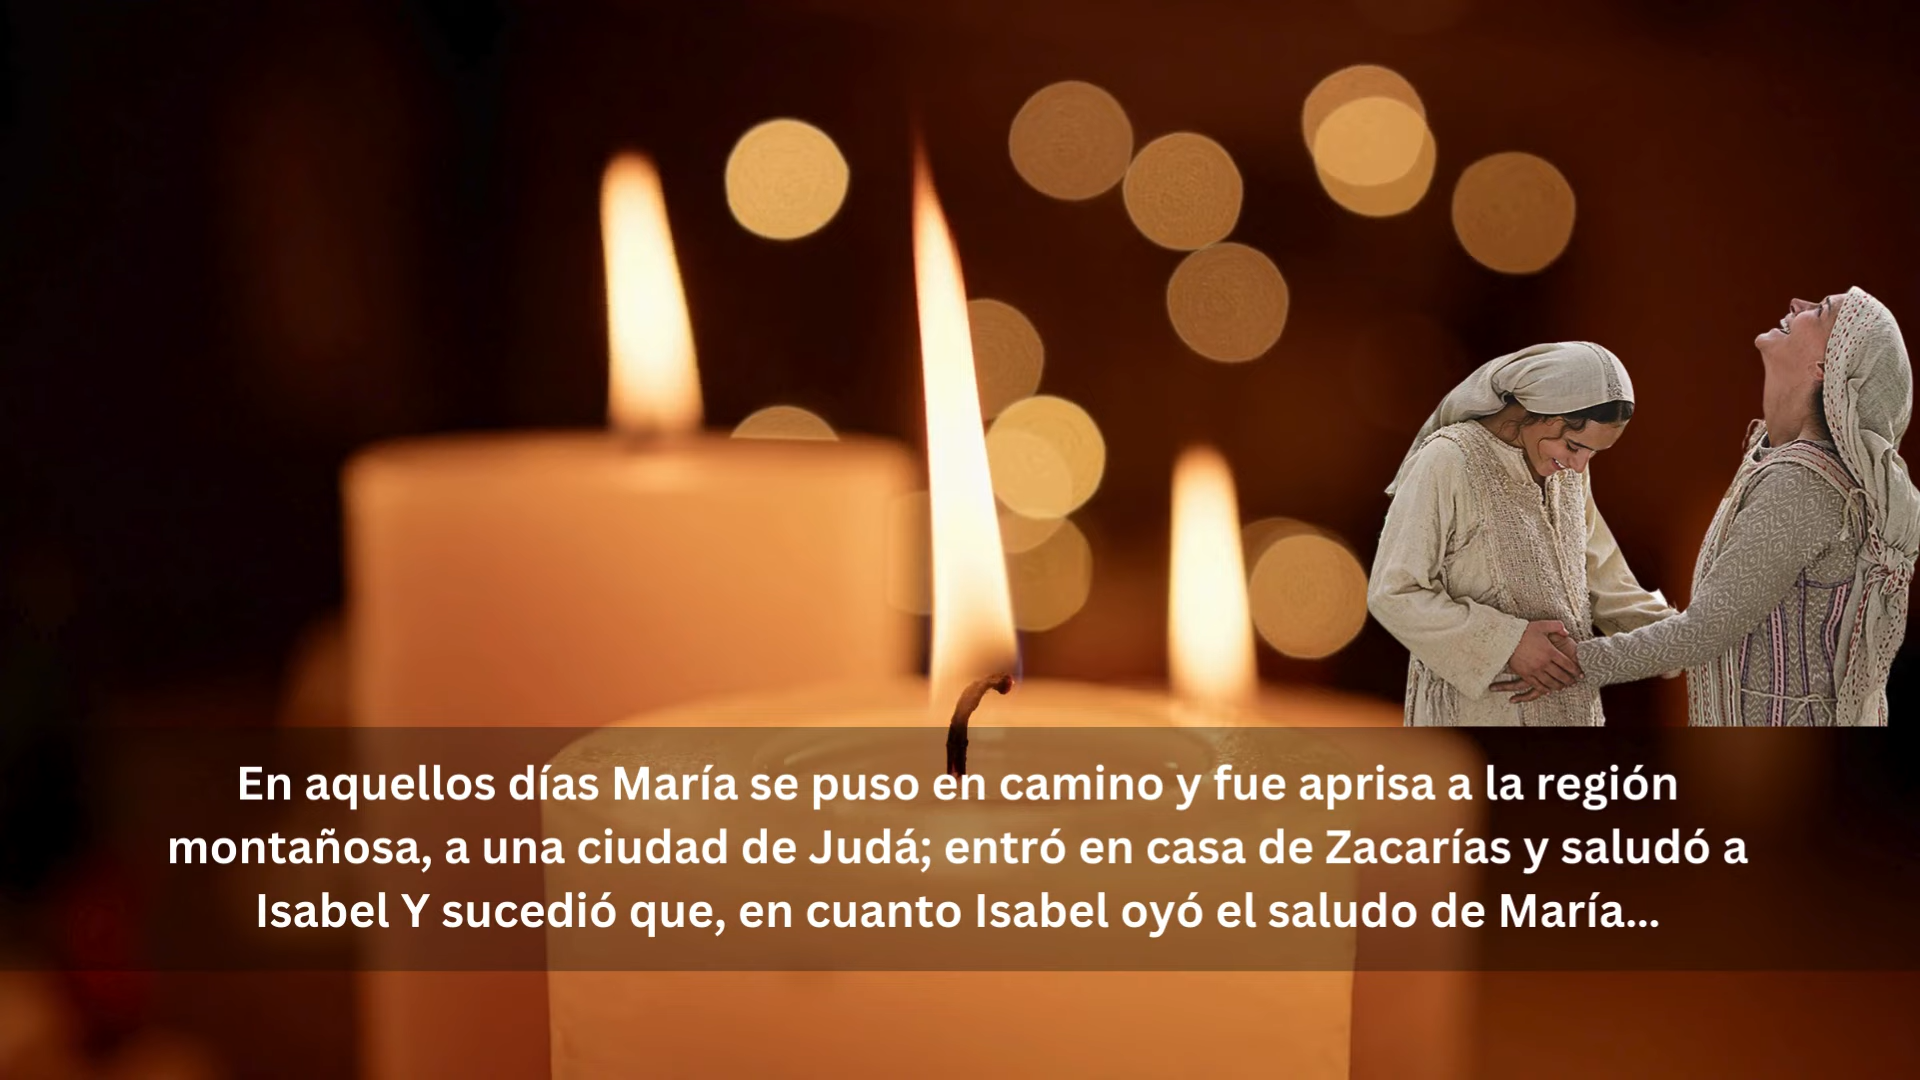 En aquellos días María se puso en camino y fue aprisa a la región
montañosa, a una ciudad de Judá; entró en casa de Zacarías y saludó a
Isabel Y sucedió que, en cuanto Isabel oyó el saludo de María...